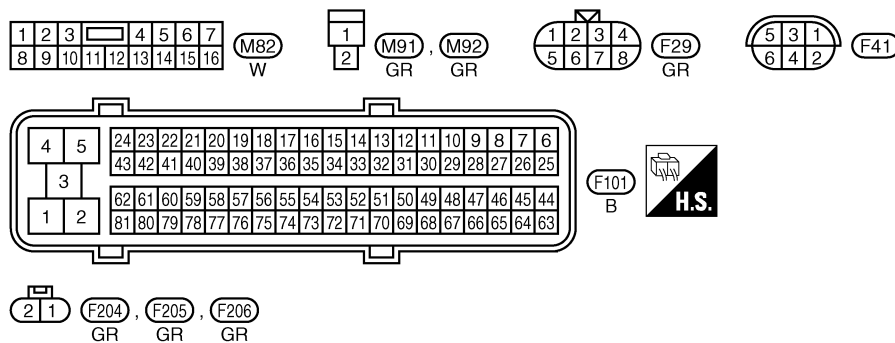 1 2 3 4 5 6 7
8 9 10 11 12 13 14 15 16
M82
W
1
2
M91 , M92
GR GR
1 2 3 4
5 6 7 8
F29
GR
5 3 1
6 4 2
F41
4 5
3
1 2
24 23 22 21 20 19 18 17 16 15 14 13 12 11 10 9 8 7 6
43 42 41 40 39 38 37 36 35 34 33 32 31 30 29 28 27 26 25
62 61 60 59 58 57 56 55 54 53 52 51 50 49 48 47 46 45 44
81 80 79 78 77 76 75 74 73 72 71 70 69 68 67 66 65 64 63
F101
B
H.S.
2 1
F204 , F205 , F206
GR GR GR